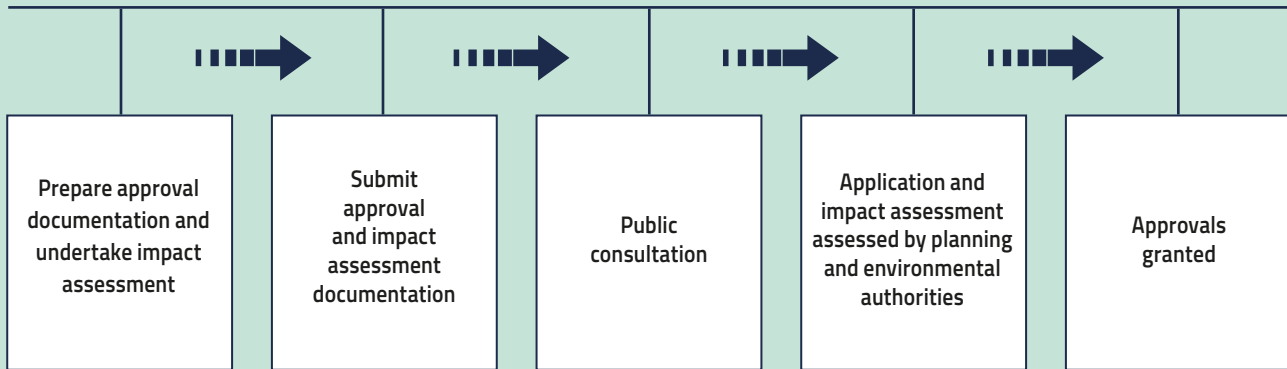 Prepare approval
documentation and
undertake impact
assessment
Submit
approval
and impact
assessment
documentation
Public
consultation
Application and
impact assessment
assessed by planning
and environmental
authorities
Approvals
granted